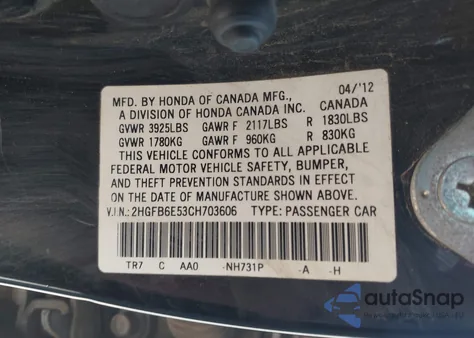 04/'12
MFD. BY HONDA OF CANADA MFG.,
A DIVISION OF HONDA CANADA INC. CANADA
GVWR 3925LBS GAWR F 2117LBS R 1830LBS
GVWR 1780KG GAWR F 960KG R 830KG
THIS VEHICLE CONFORMS TO ALL APPLICABLE
FEDERAL MOTOR VEHICLE SAFETY, BUMPER,
AND THEFT PREVENTION STANDARDS IN EFFECT
ON THE DATE OF MANUFACTURE SHOWN ABOVE.
V.I.N.: 2HGFB6E53CH703606 TYPE: PASSENGER CAR
TR7 C AA0 -NH731P -A -H
autoSnap